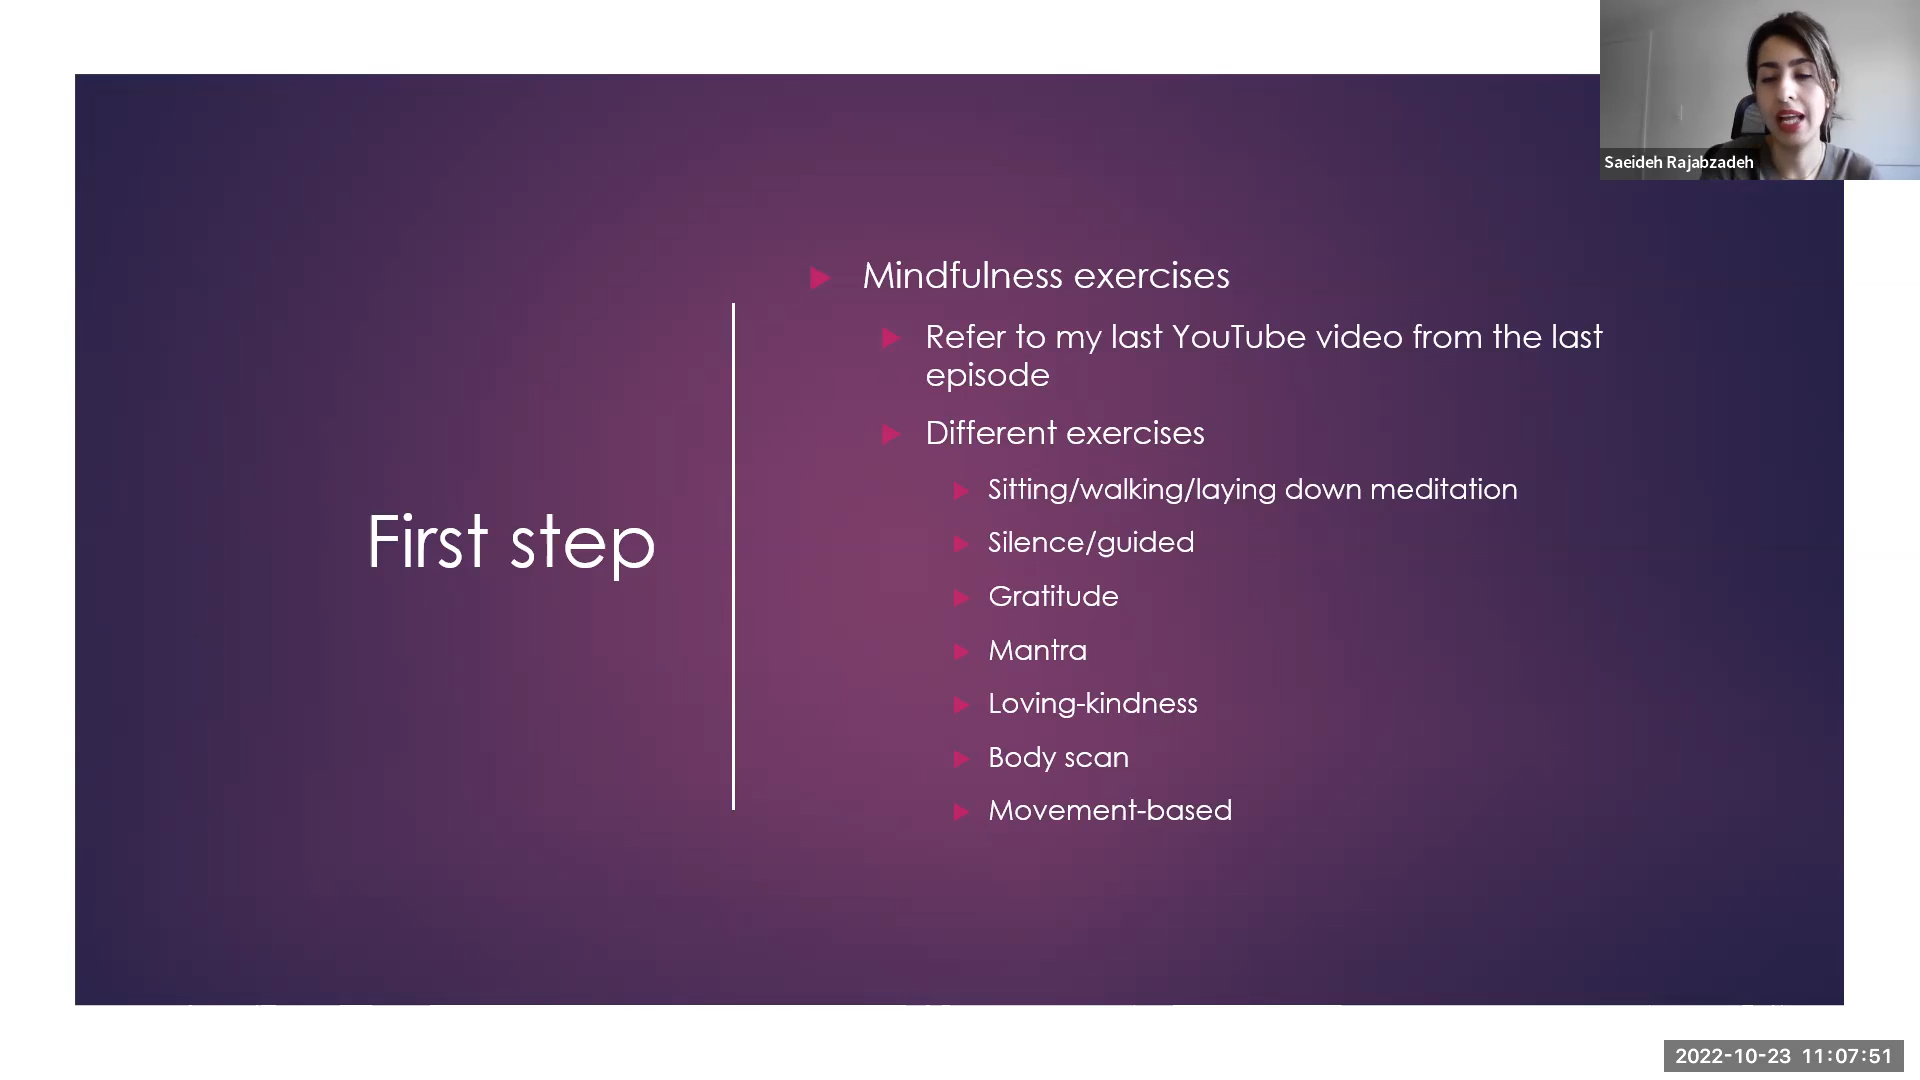 Saeideh Rajabzadeh
First step
Mindfulness exercises
Refer to my last YouTube video from the last
episode
Different exercises
Sitting/walking/laying down meditation
Silence/guided
Gratitude
Mantra
Loving-kindness
Body scan
Movement-based
2022-10-23 11:07:51